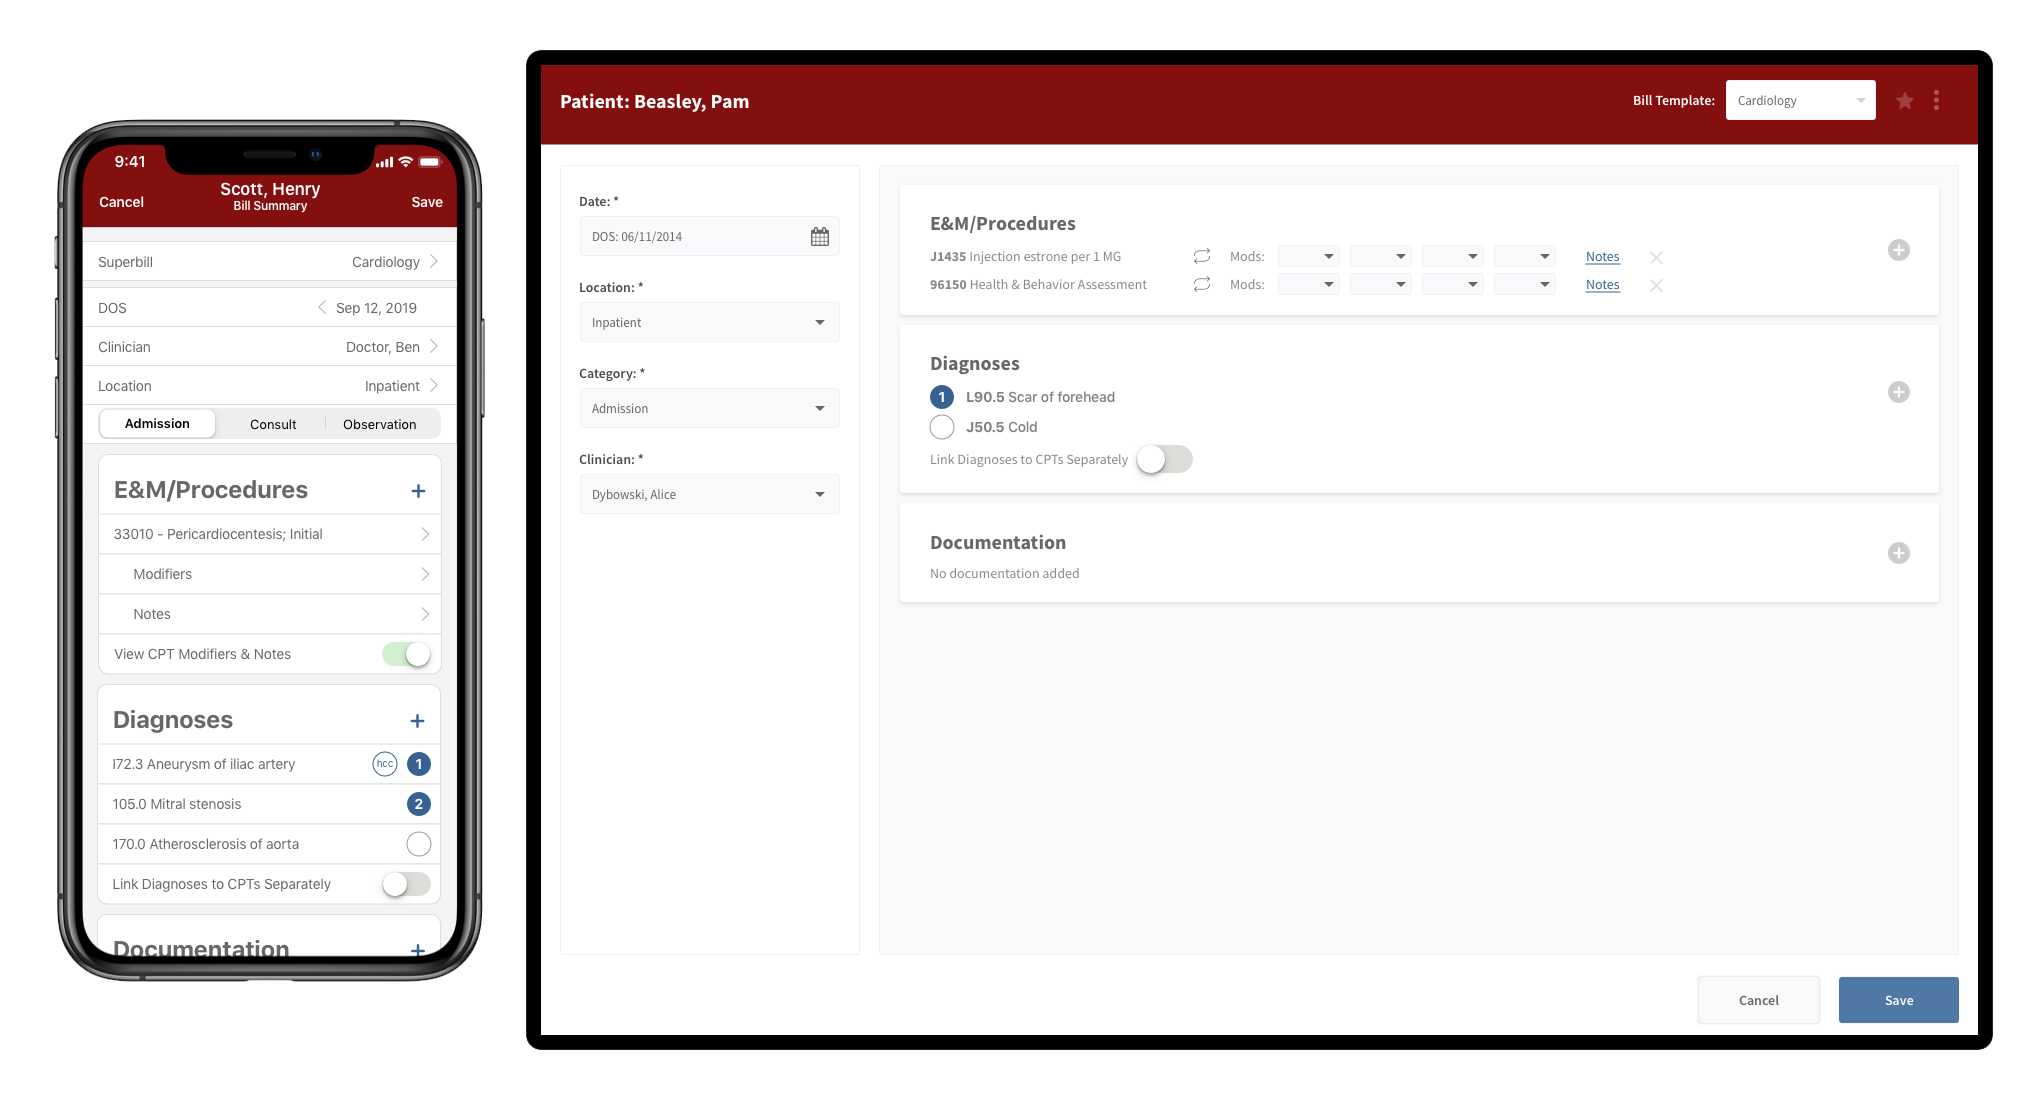 9:41
Cancel
Scott, Henry
Bill Summary
Save
Superbill Cardiology
DOS Sep 12, 2019
Clinician Doctor, Ben
Location Inpatient
Admission Consult Observation
E&M/Procedures
33010 - Pericardiocentesis; Initial
Modifiers
Notes
View CPT Modifiers & Notes
Diagnoses
I72.3 Aneurysm of iliac artery hcc 1
105.0 Mitral stenosis 2
170.0 Atherosclerosis of aorta
Link Diagnoses to CPTs Separately
Documentation
Patient: Beasley, Pam
Bill Template: Cardiology
Date: *
DOS: 06/11/2014
Location: *
Inpatient
Category: *
Admission
Clinician: *
Dybowski, Alice
E&M/Procedures
J1435 Injection estrone per 1 MG Mods: Notes
96150 Health & Behavior Assessment Mods: Notes
Diagnoses
1 L90.5 Scar of forehead
J50.5 Cold
Link Diagnoses to CPTs Separately
Documentation
No documentation added
Cancel Save